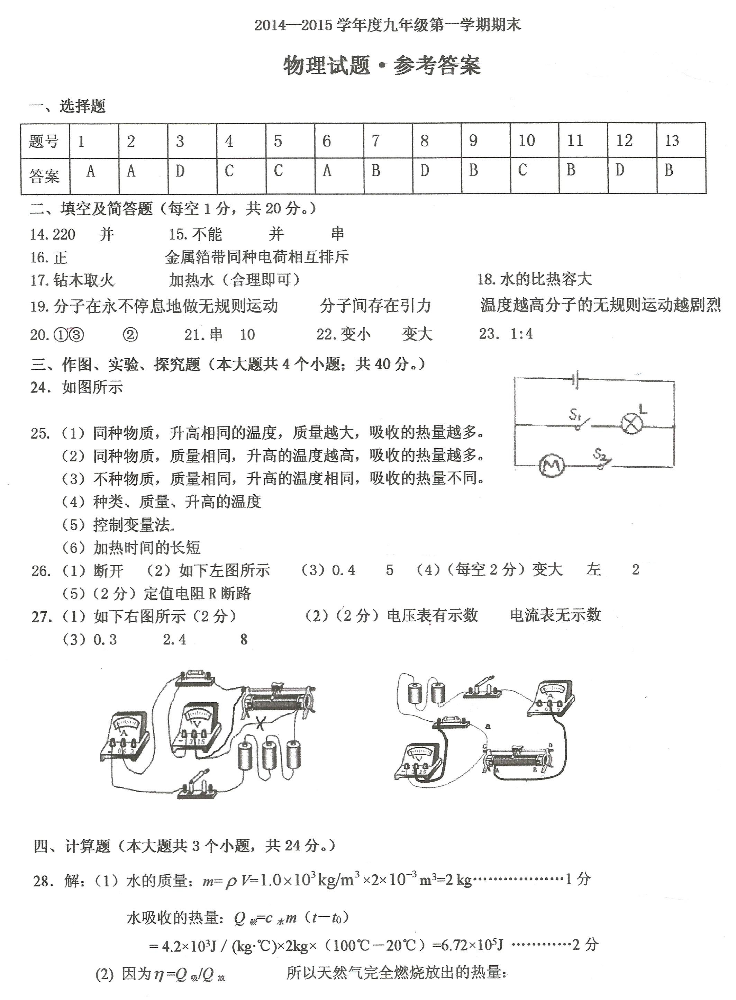 2014—2015 学年度九年级第一学期期末
物理试题·参考答案
一、选择题
题号 1 2 3 4 5 6 7 8 9 10 11 12 13
答案 A A D C C A B D B C B D B
二、填空及简答题（每空 1 分，共 20 分。）
14. 220 并 15. 不能 并 串
16. 正 金属箔带同种电荷相互排斥
17. 钻木取火 加热水（合理即可） 18. 水的比热容大
19. 分子在永不停息地做无规则运动 分子间存在引力 温度越高分子的无规则运动越剧烈
20. ①③ ② 21. 串 10 22. 变小 变大 23. 1:4
三、作图、实验、探究题（本大题共 4 个小题；共 40 分。）
24. 如图所示
S₁ L
M S₂
25. （1）同种物质，升高相同的温度，质量越大，吸收的热量越多。
（2）同种物质，质量相同，升高的温度越高，吸收的热量越多。
（3）不种物质，质量相同，升高的温度相同，吸收的热量不同。
（4）种类、质量、升高的温度
（5）控制变量法.
（6）加热时间的长短
26. （1）断开 （2）如下左图所示 （3）0.4 5 （4）（每空 2 分）变大 左 2
（5）（2 分）定值电阻 R 断路
27. （1）如下右图所示（2 分） （2）（2 分）电压表有示数 电流表无示数
（3）0.3 2.4 8
A - 0.6 3
V - 3 15
A - 0.6 3
a
C D
V - 3 15
A B
四、计算题（本大题共 3 个小题，共 24 分。）
28. 解：（1）水的质量：m=ρV=1.0×10³kg/m³×2×10⁻³m³=2 kg………………1 分
水吸收的热量：Q吸=c水m（t－t₀）
= 4.2×10³J / (kg·℃)×2kg×（100℃－20℃）=6.72×10⁵J …………2 分
(2) 因为η=Q吸/Q放 所以天然气完全燃烧放出的热量：